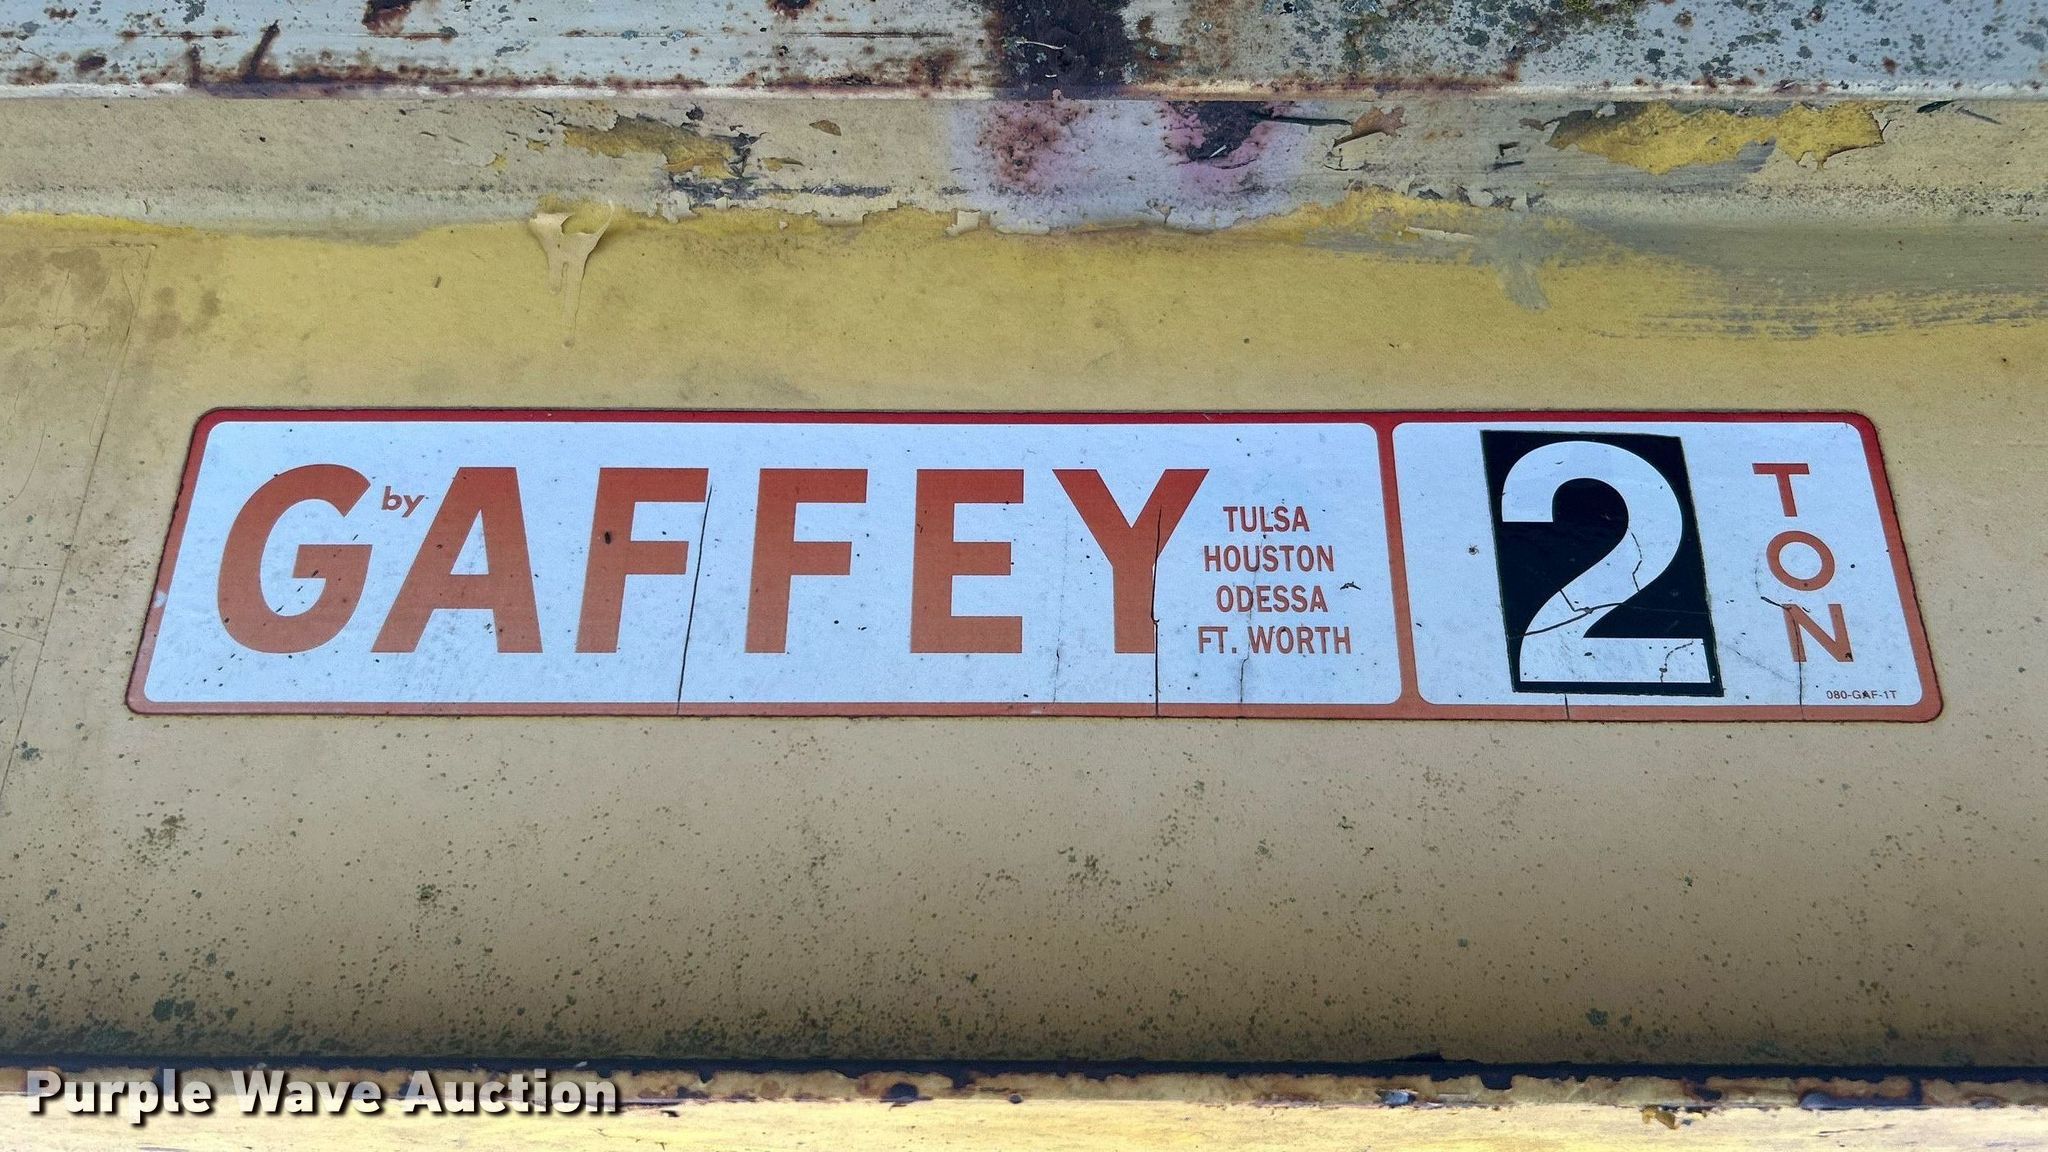 by
GAFFEY
TULSA
HOUSTON
ODESSA
FT. WORTH
2
TON
080-GAF-1T
Purple Wave Auction